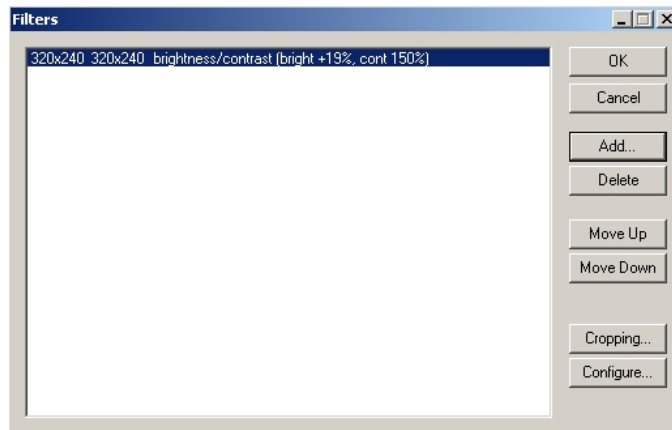 Filters
320x240 320x240 brightness/contrast (bright +19%, cont 150%)
OK
Cancel
Add...
Delete
Move Up
Move Down
Cropping...
Configure...